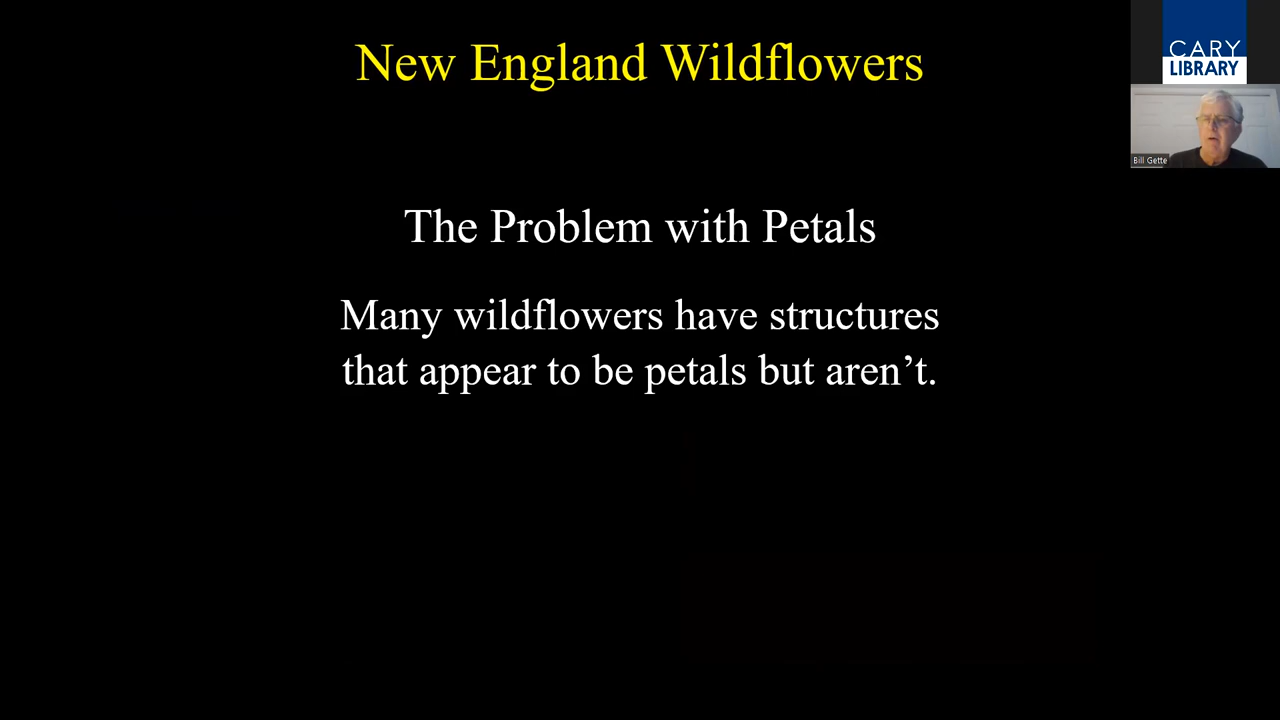 New England Wildflowers
CARY
LIBRARY
Bill Gette
The Problem with Petals
Many wildflowers have structures
that appear to be petals but aren’t.